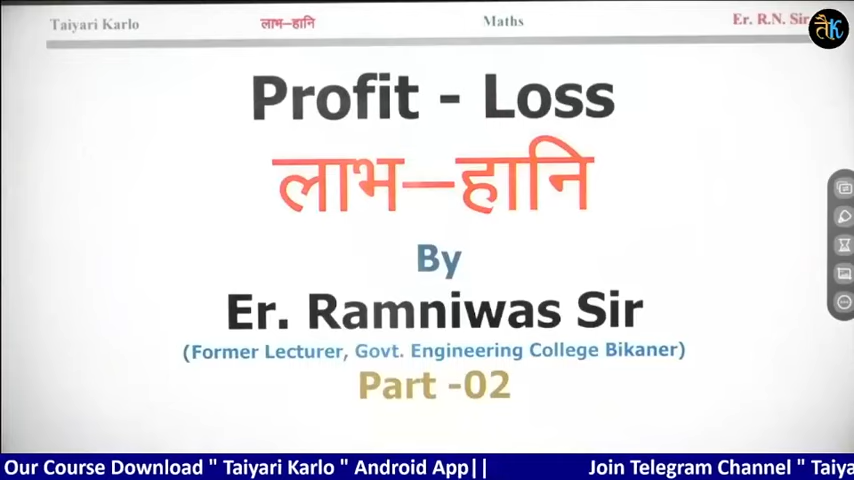 Taiyari Karlo लाभ–हानि Maths Er. R.N. Sir
तैK
Profit - Loss
लाभ–हानि
By
Er. Ramniwas Sir
(Former Lecturer, Govt. Engineering College Bikaner)
Part -02
Our Course Download " Taiyari Karlo " Android App|| Join Telegram Channel " Taiya